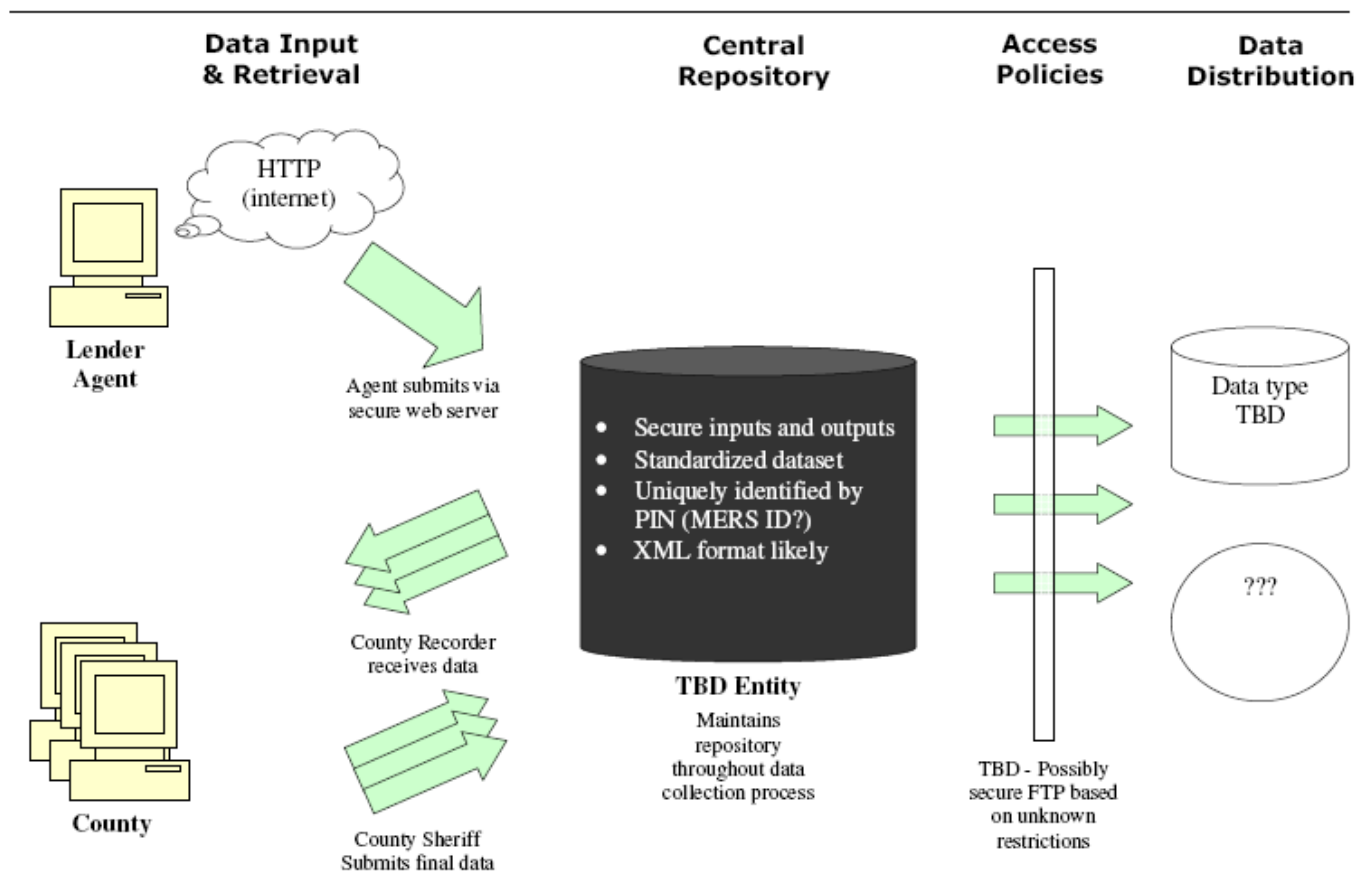 Data Input
& Retrieval
Central
Repository
Access
Policies
Data
Distribution
HTTP
(internet)
Lender
Agent
Agent submits via
secure web server
County Recorder
receives data
County
County Sheriff
Submits final data
• Secure inputs and outputs
• Standardized dataset
• Uniquely identified by
PIN (MERS ID?)
• XML format likely
TBD Entity
Maintains
repository
throughout data
collection process
TBD - Possibly
secure FTP based
on unknown
restrictions
Data type
TBD
???